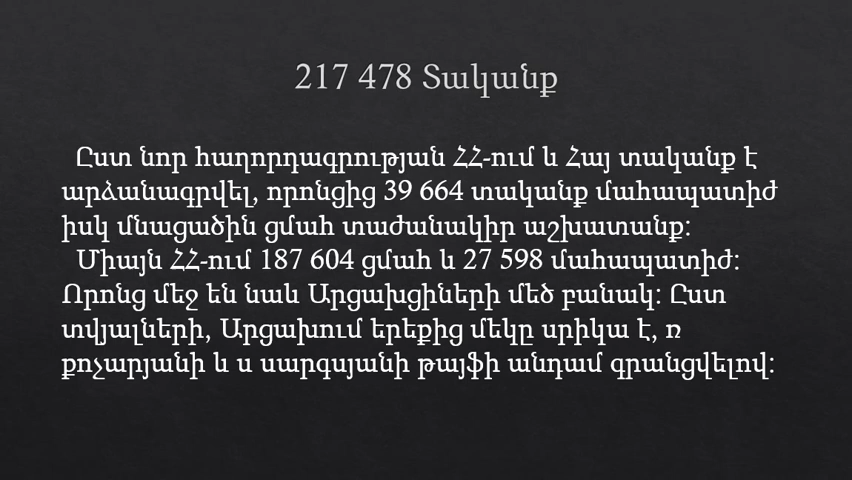 217 478 Տականք
Ըստ նոր հաղորդագրության ՀՀ-ում և Հայ տականք է
արձանագրվել, որոնցից 39 664 տականք մահապատիժ
իսկ մնացածին ցմահ տաժանակիր աշխատանք:
Միայն ՀՀ-ում 187 604 ցմահ և 27 598 մահապատիժ:
Որոնց մեջ են նաև Արցախցիների մեծ բանակ: Ըստ
տվյալների, Արցախում երեքից մեկը սրիկա է, ռ
քոչարյանի և ս սարգսյանի թայֆի անդամ գրանցվելով: